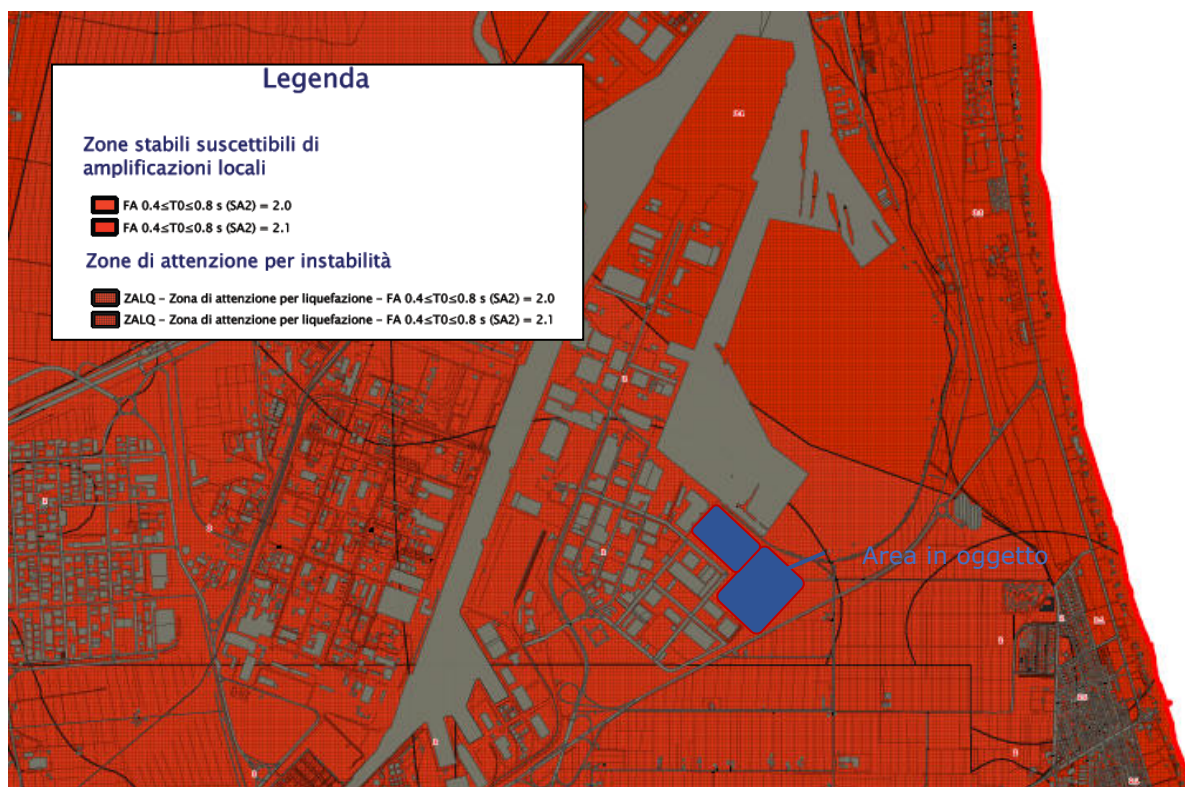 Legenda
Zone stabili suscettibili di
amplificazioni locali
FA 0.4≤T0≤0.8 s (SA2) = 2.0
FA 0.4≤T0≤0.8 s (SA2) = 2.1
Zone di attenzione per instabilità
ZALQ – Zona di attenzione per liquefazione – FA 0.4≤T0≤0.8 s (SA2) = 2.0
ZALQ – Zona di attenzione per liquefazione – FA 0.4≤T0≤0.8 s (SA2) = 2.1
Area in oggetto